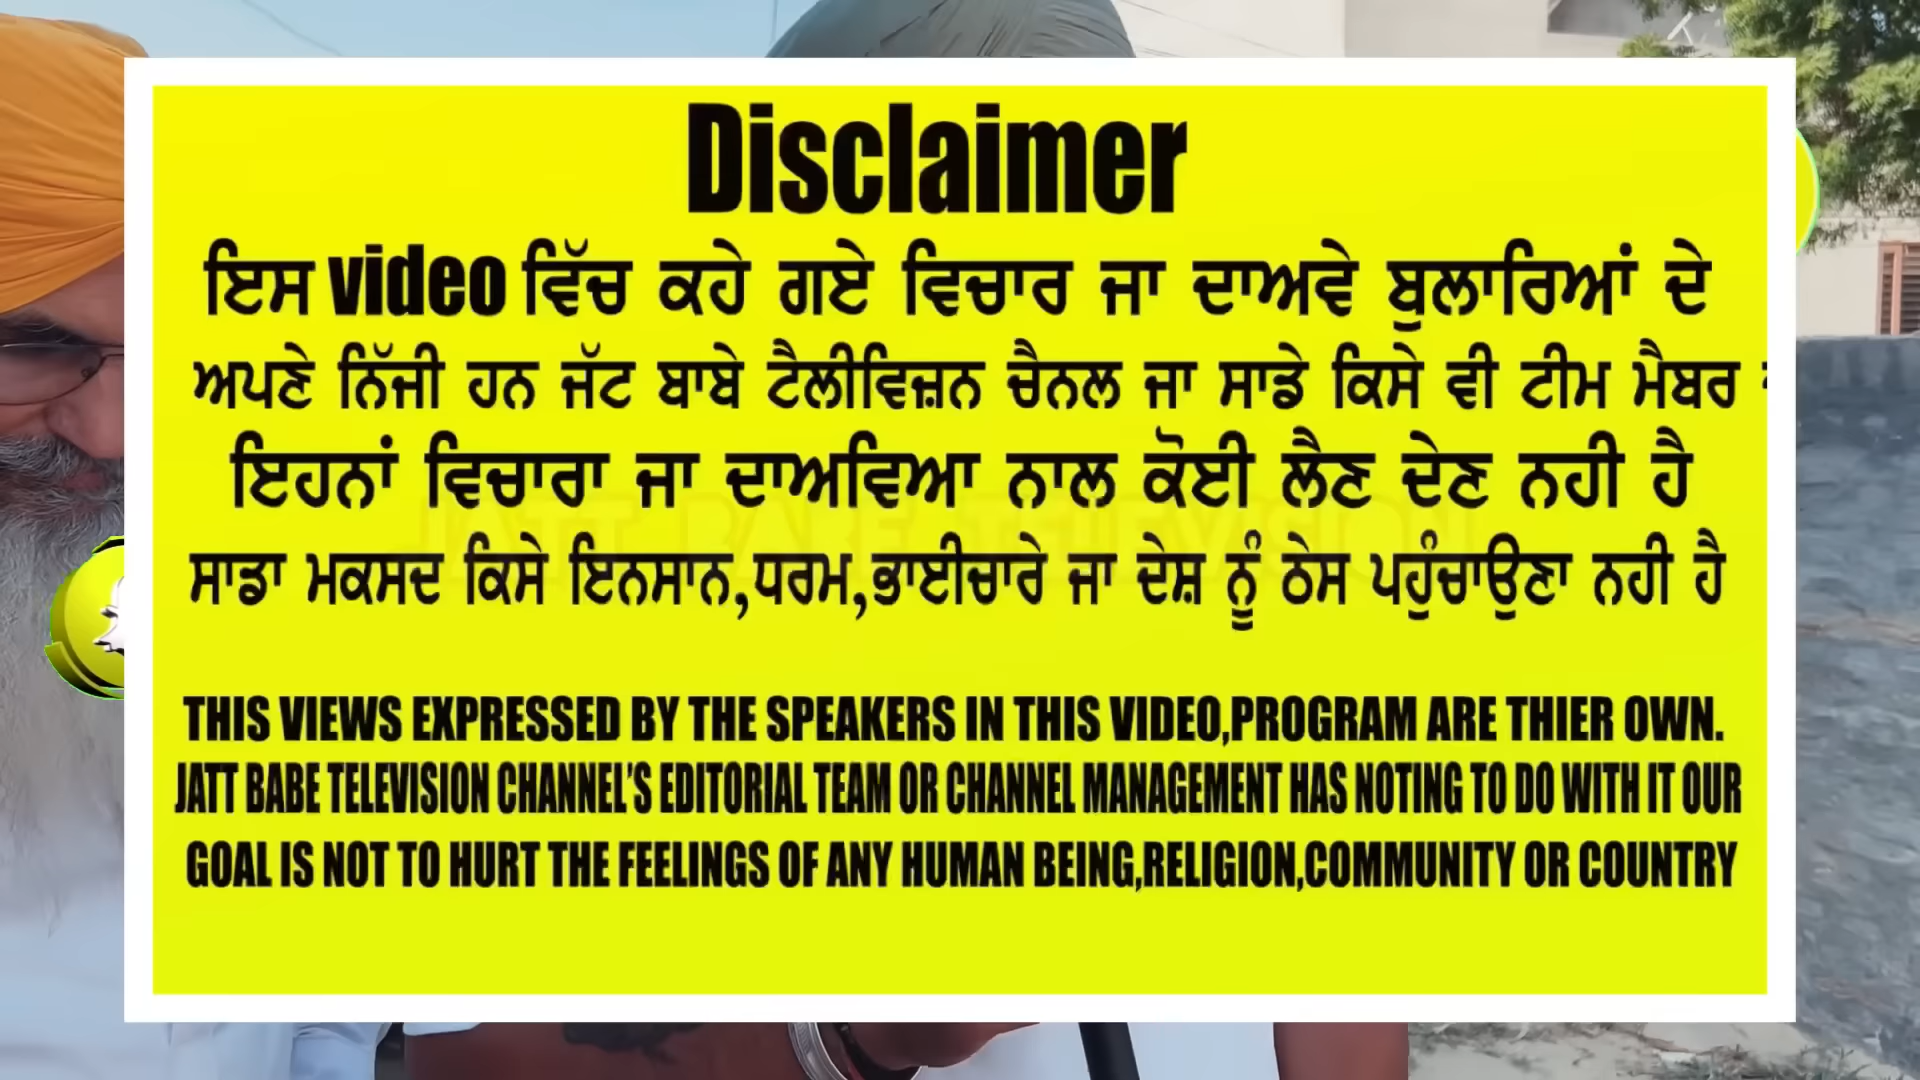 Disclaimer
ਇਸ video ਵਿੱਚ ਕਹੇ ਗਏ ਵਿਚਾਰ ਜਾ ਦਾਅਵੇ ਬੁਲਾਰਿਆਂ ਦੇ
ਅਪਣੇ ਨਿੱਜੀ ਹਨ ਜੱਟ ਬਾਬੇ ਟੈਲੀਵਿਜ਼ਨ ਚੈਨਲ ਜਾ ਸਾਡੇ ਕਿਸੇ ਵੀ ਟੀਮ ਮੈਬਰ
ਇਹਨਾਂ ਵਿਚਾਰਾ ਜਾ ਦਾਅਵਿਆ ਨਾਲ ਕੋਈ ਲੈਣ ਦੇਣ ਨਹੀ ਹੈ
JATT BABE TELEVISION
ਸਾਡਾ ਮਕਸਦ ਕਿਸੇ ਇਨਸਾਨ,ਧਰਮ,ਭਾਈਚਾਰੇ ਜਾ ਦੇਸ਼ ਨੂੰ ਠੇਸ ਪਹੁੰਚਾਉਣਾ ਨਹੀ ਹੈ
THIS VIEWS EXPRESSED BY THE SPEAKERS IN THIS VIDEO,PROGRAM ARE THIER OWN.
JATT BABE TELEVISION CHANNEL'S EDITORIAL TEAM OR CHANNEL MANAGEMENT HAS NOTING TO DO WITH IT OUR
GOAL IS NOT TO HURT THE FEELINGS OF ANY HUMAN BEING,RELIGION,COMMUNITY OR COUNTRY